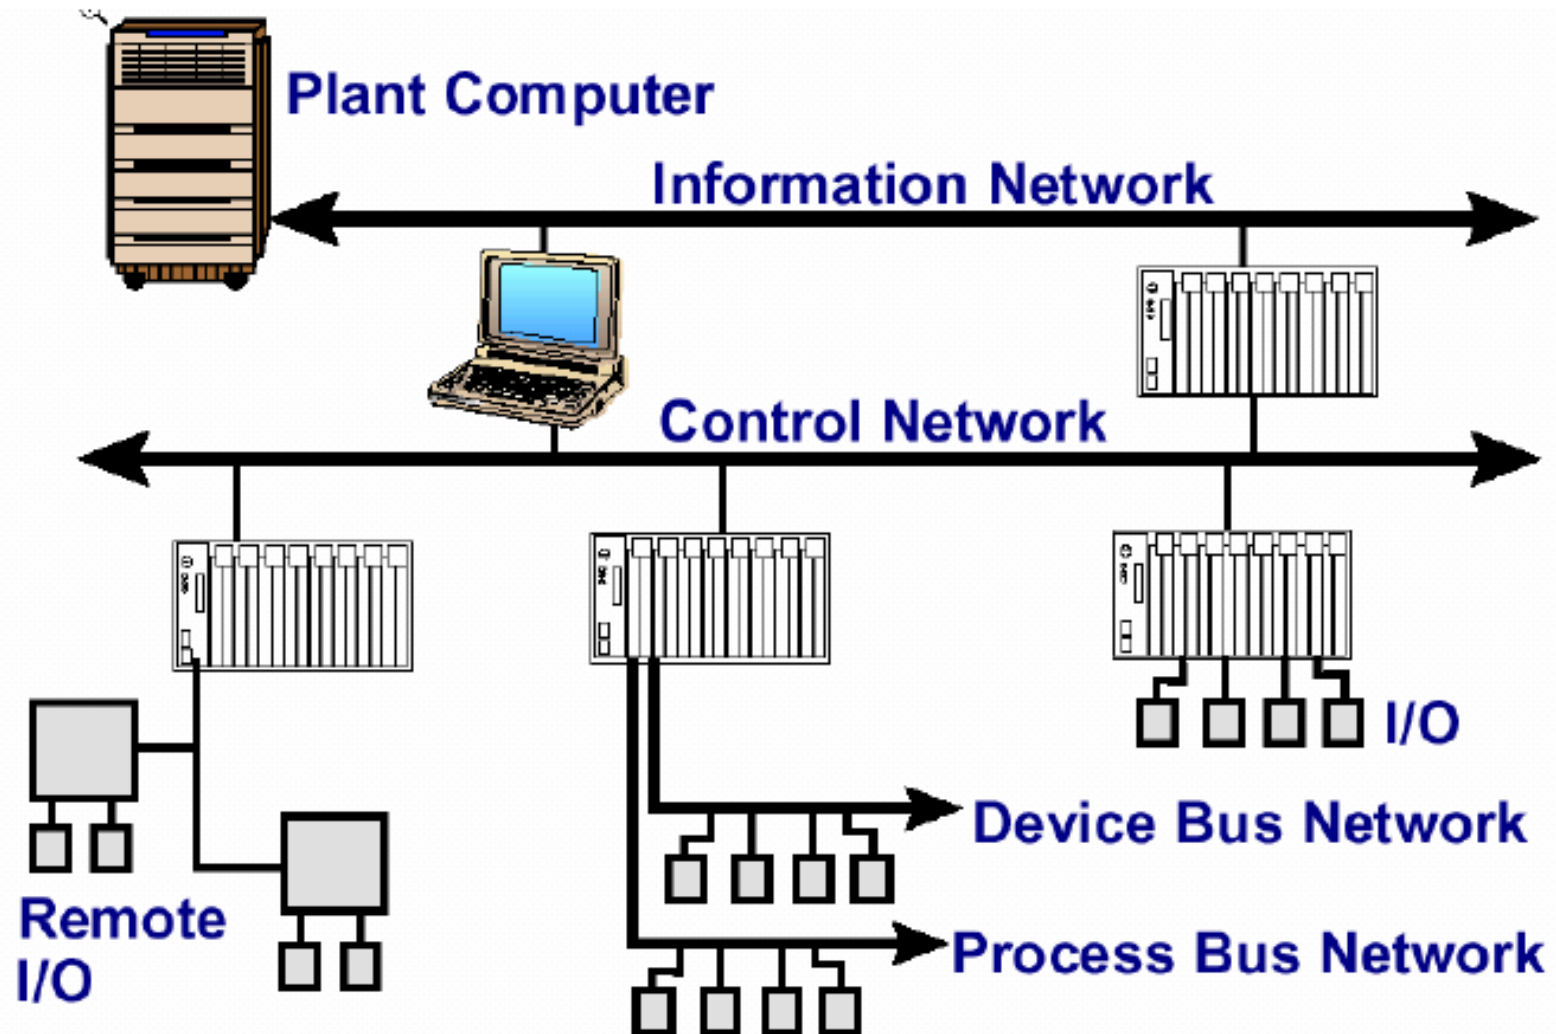 Plant Computer
Information Network
Control Network
I/O
Device Bus Network
Remote
I/O
Process Bus Network